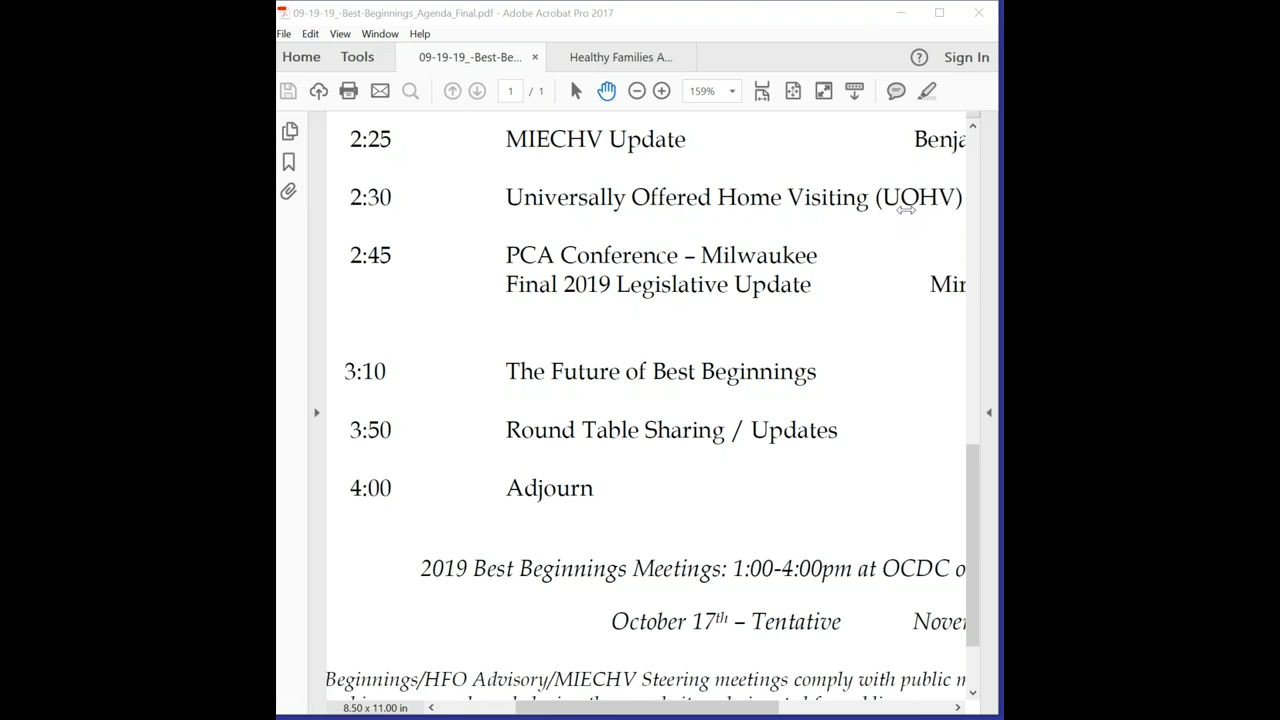 09-19-19_-Best-Beginnings_Agenda_Final.pdf - Adobe Acrobat Pro 2017
File Edit View Window Help
Home Tools 09-19-19_-Best-Be... × Healthy Families A... ? Sign In
1 / 1 159%
2:25 MIECHV Update Benja
2:30 Universally Offered Home Visiting (UOHV)
2:45 PCA Conference – Milwaukee
Final 2019 Legislative Update Mir
3:10 The Future of Best Beginnings
3:50 Round Table Sharing / Updates
4:00 Adjourn
2019 Best Beginnings Meetings: 1:00-4:00pm at OCDC o
October 17th – Tentative Nover
Beginnings/HFO Advisory/MIECHV Steering meetings comply with public m
8.50 x 11.00 in